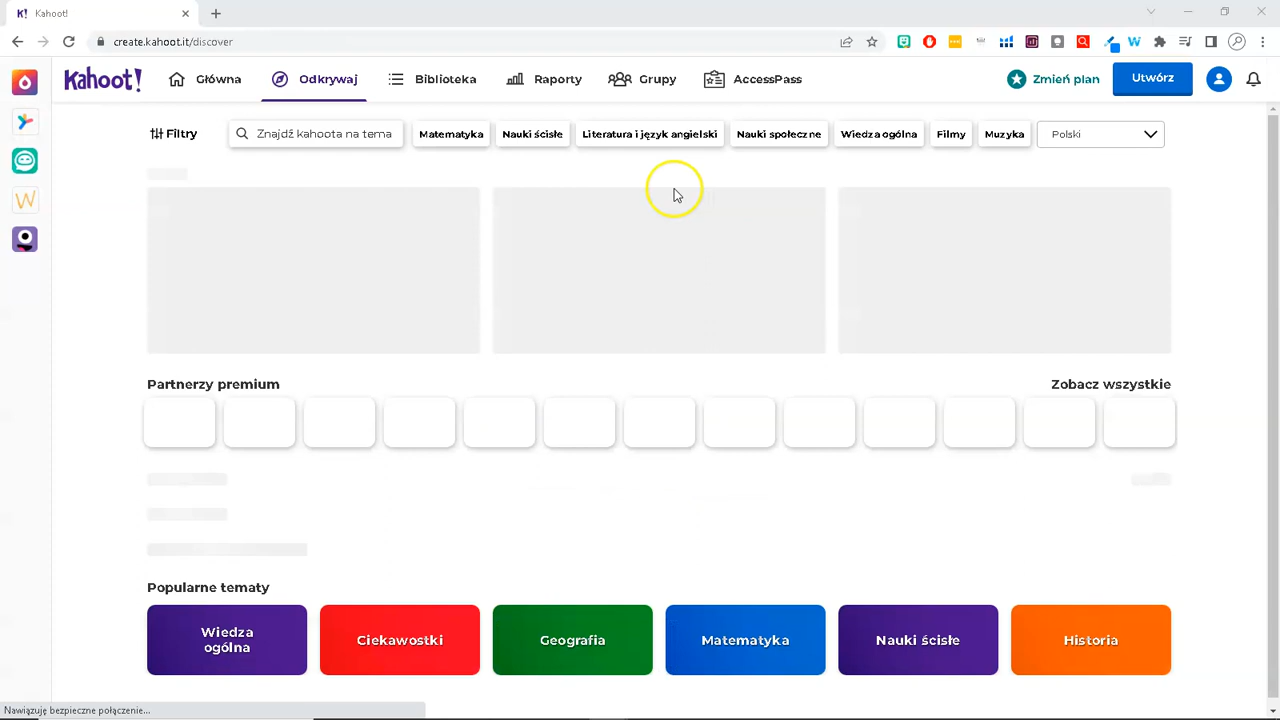 K! Kahoot!
create.kahoot.it/discover
Kahoot! Główna Odkrywaj Biblioteka Raporty Grupy AccessPass Zmień plan Utwórz
Filtry Znajdź kahoota na tema Matematyka Nauki ścisłe Literatura i język angielski Nauki społeczne Wiedza ogólna Filmy Muzyka Polski
Partnerzy premium Zobacz wszystkie
Popularne tematy
Wiedza
ogólna
Ciekawostki
Geografia
Matematyka
Nauki ścisłe
Historia
Nawiązuję bezpieczne połączenie...